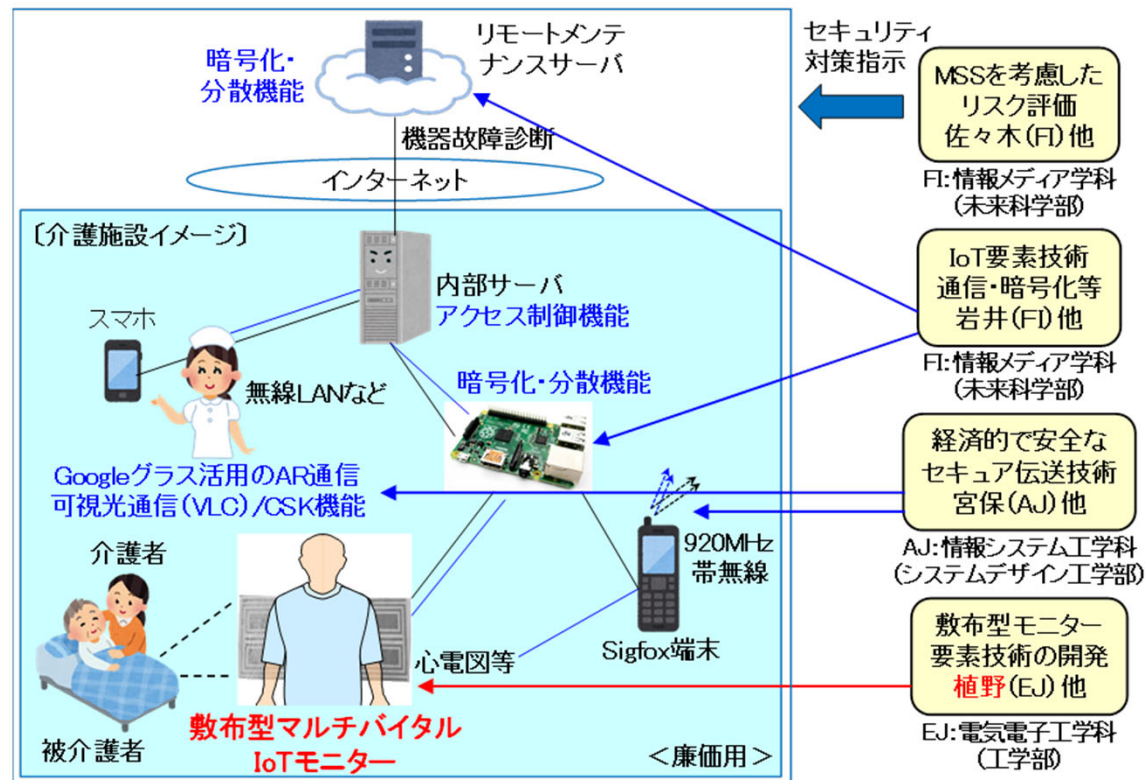 リモートメンテ
ナンスサーバ
暗号化・
分散機能
機器故障診断
インターネット
〔介護施設イメージ〕
内部サーバ
アクセス制御機能
スマホ
無線LANなど
暗号化・分散機能
Googleグラス活用のAR通信
可視光通信(VLC)/CSK機能
介護者
被介護者
920MHz
帯無線
Sigfox端末
心電図等
敷布型マルチバイタル
IoTモニター
＜廉価用＞
セキュリティ
対策指示
MSSを考慮した
リスク評価
佐々木(FI)他
FI:情報メディア学科
(未来科学部)
IoT要素技術
通信・暗号化等
岩井(FI)他
FI:情報メディア学科
(未来科学部)
経済的で安全な
セキュア伝送技術
宮保(AJ)他
AJ:情報システム工学科
(システムデザイン工学部)
敷布型モニター
要素技術の開発
植野(EJ)他
EJ:電気電子工学科
(工学部)